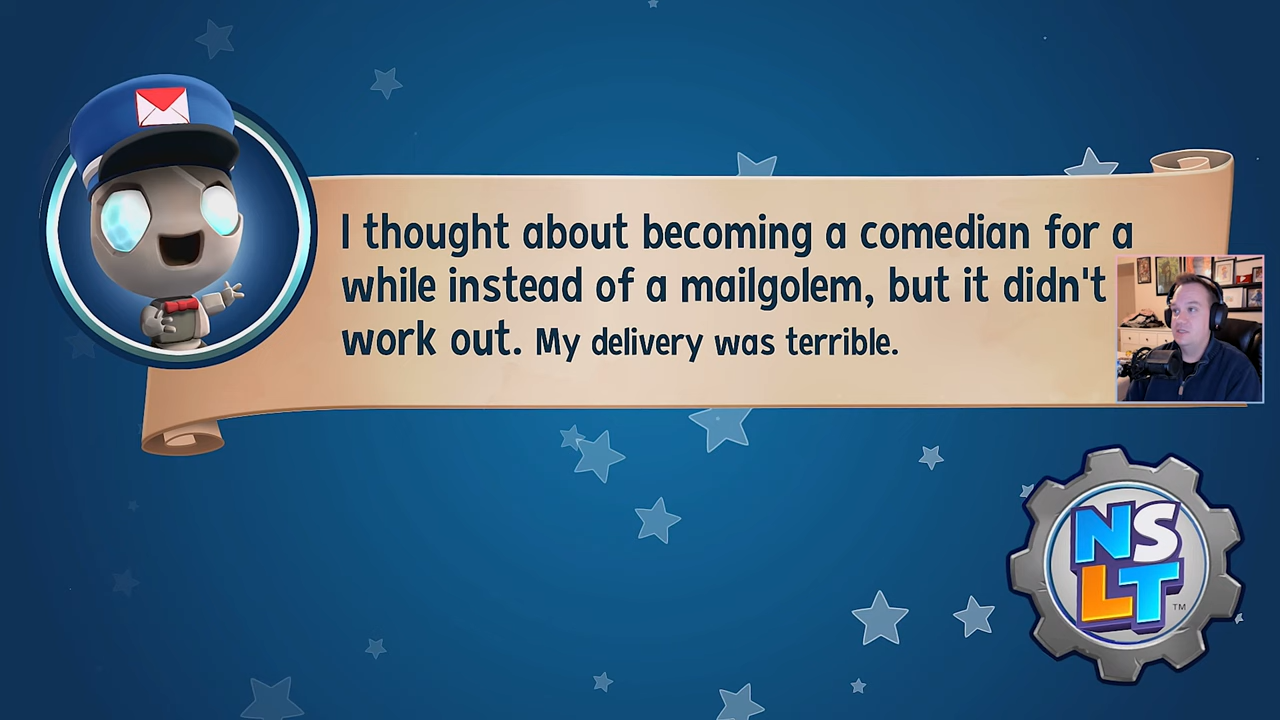 I thought about becoming a comedian for a
while instead of a mailgolem, but it didn't
work out. My delivery was terrible.
NS
LT
TM